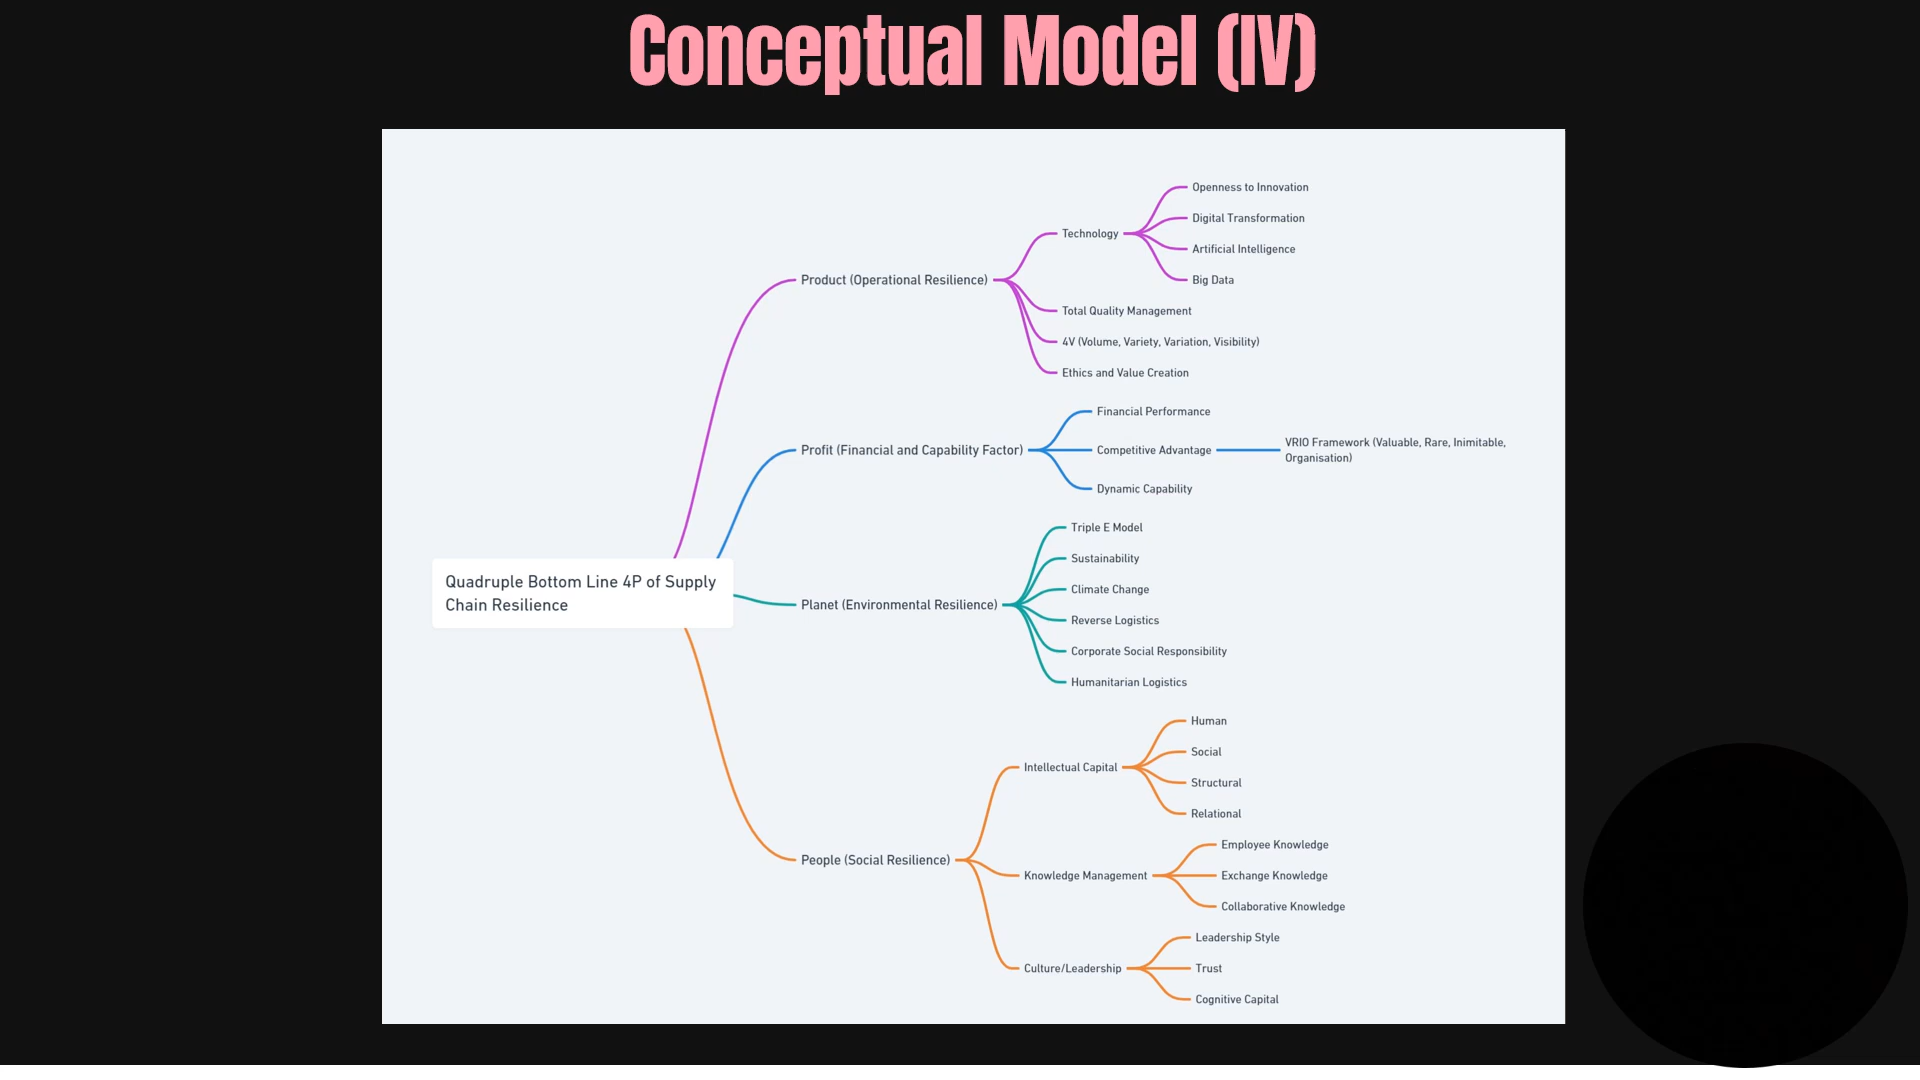 Conceptual Model (IV)
Quadruple Bottom Line 4P of Supply
Chain Resilience
Product (Operational Resilience)
Technology
Openness to Innovation
Digital Transformation
Artificial Intelligence
Big Data
Total Quality Management
4V (Volume, Variety, Variation, Visibility)
Ethics and Value Creation
Profit (Financial and Capability Factor)
Financial Performance
Competitive Advantage
VRIO Framework (Valuable, Rare, Inimitable,
Organisation)
Dynamic Capability
Planet (Environmental Resilience)
Triple E Model
Sustainability
Climate Change
Reverse Logistics
Corporate Social Responsibility
Humanitarian Logistics
People (Social Resilience)
Intellectual Capital
Human
Social
Structural
Relational
Knowledge Management
Employee Knowledge
Exchange Knowledge
Collaborative Knowledge
Culture/Leadership
Leadership Style
Trust
Cognitive Capital